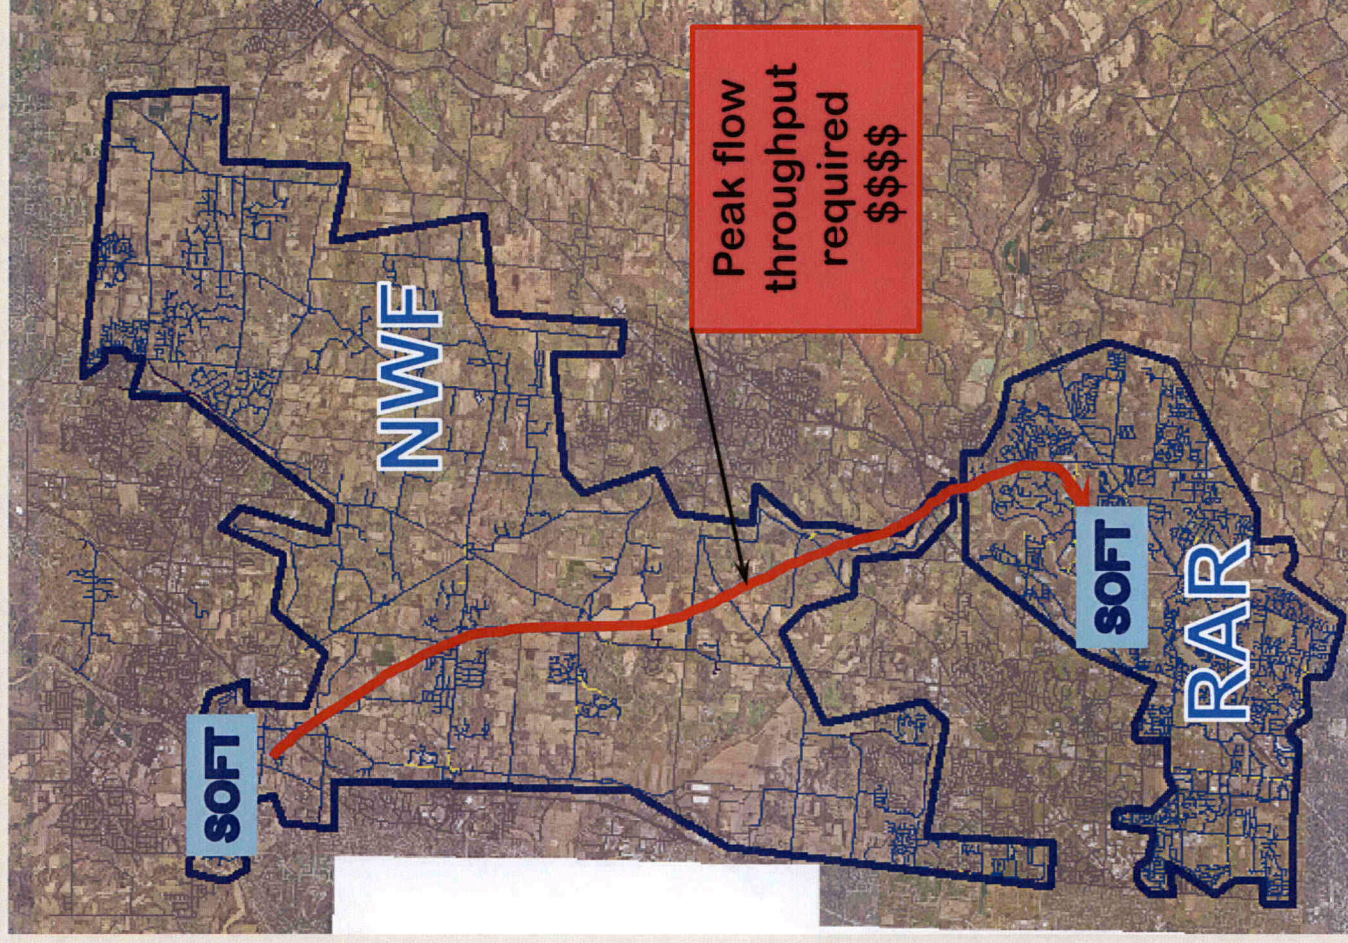 SOFT
NWF
Peak flow
throughput
required
$$$$
SOFT
RAR